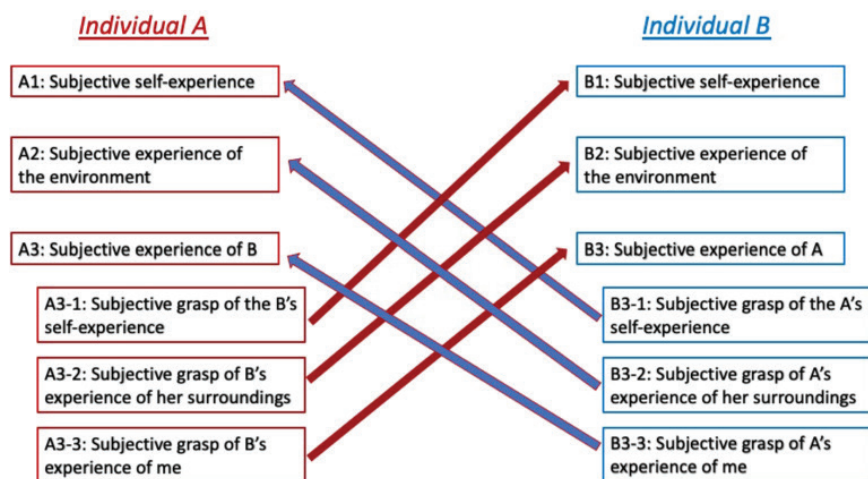 Individual A
Individual B
A1: Subjective self-experience
B1: Subjective self-experience
A2: Subjective experience of
the environment
B2: Subjective experience of
the environment
A3: Subjective experience of B
B3: Subjective experience of A
A3-1: Subjective grasp of the B's
self-experience
B3-1: Subjective grasp of the A's
self-experience
A3-2: Subjective grasp of B's
experience of her surroundings
B3-2: Subjective grasp of A's
experience of her surroundings
A3-3: Subjective grasp of B's
experience of me
B3-3: Subjective grasp of A's
experience of me